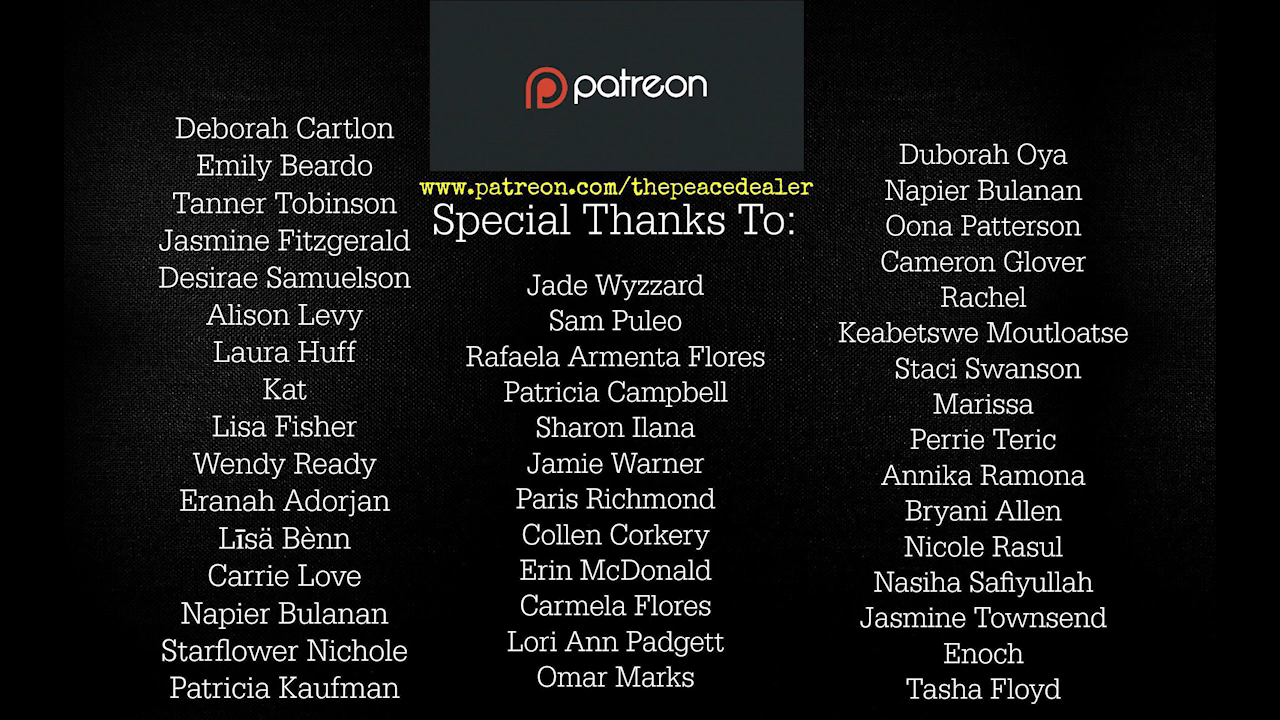 patreon
www.patreon.com/thepeacedealer
Special Thanks To:
Deborah Cartlon
Emily Beardo
Tanner Tobinson
Jasmine Fitzgerald
Desirae Samuelson
Alison Levy
Laura Huff
Kat
Lisa Fisher
Wendy Ready
Eranah Adorjan
Līsä Bènn
Carrie Love
Napier Bulanan
Starflower Nichole
Patricia Kaufman
Jade Wyzzard
Sam Puleo
Rafaela Armenta Flores
Patricia Campbell
Sharon Ilana
Jamie Warner
Paris Richmond
Collen Corkery
Erin McDonald
Carmela Flores
Lori Ann Padgett
Omar Marks
Duborah Oya
Napier Bulanan
Oona Patterson
Cameron Glover
Rachel
Keabetswe Moutloatse
Staci Swanson
Marissa
Perrie Teric
Annika Ramona
Bryani Allen
Nicole Rasul
Nasiha Safiyullah
Jasmine Townsend
Enoch
Tasha Floyd